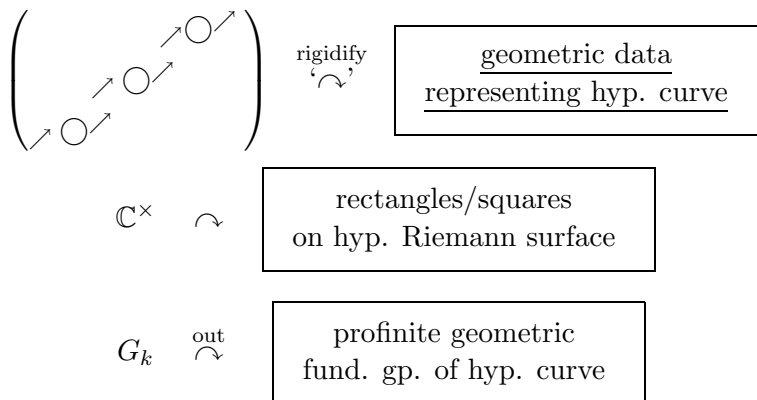 rigidify
‘↷’
geometric data
representing hyp. curve
ℂ× ↷
rectangles/squares
on hyp. Riemann surface
out
G_k ↷
profinite geometric
fund. gp. of hyp. curve